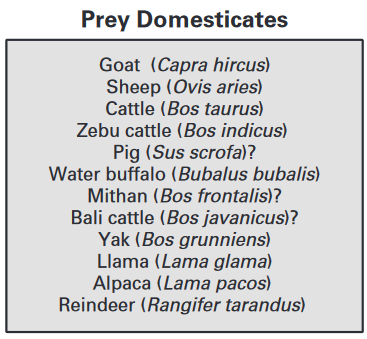 Prey Domesticates
Goat (Capra hircus)
Sheep (Ovis aries)
Cattle (Bos taurus)
Zebu cattle (Bos indicus)
Pig (Sus scrofa)?
Water buffalo (Bubalus bubalis)
Mithan (Bos frontalis)?
Bali cattle (Bos javanicus)?
Yak (Bos grunniens)
Llama (Lama glama)
Alpaca (Lama pacos)
Reindeer (Rangifer tarandus)